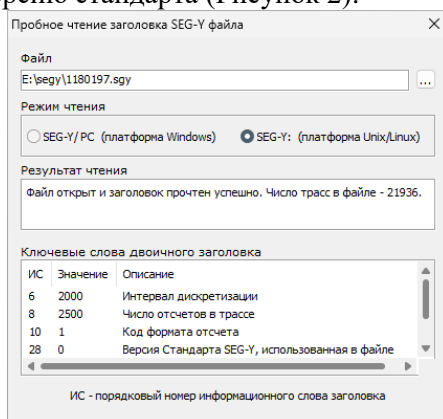 стандарта (Рисунок 2).
Пробное чтение заголовка SEG-Y файла
Файл
E:\segy\1180197.sgy
...
Режим чтения
SEG-Y/PC (платформа Windows) SEG-Y: (платформа Unix/Linux)
Результат чтения
Файл открыт и заголовок прочтен успешно. Число трасс в файле - 21936.
Ключевые слова двоичного заголовка
ИС Значение Описание
6 2000 Интервал дискретизации
8 2500 Число отсчетов в трассе
10 1 Код формата отсчета
28 0 Версия Стандарта SEG-Y, использованная в файле
ИС - порядковый номер информационного слова заголовка